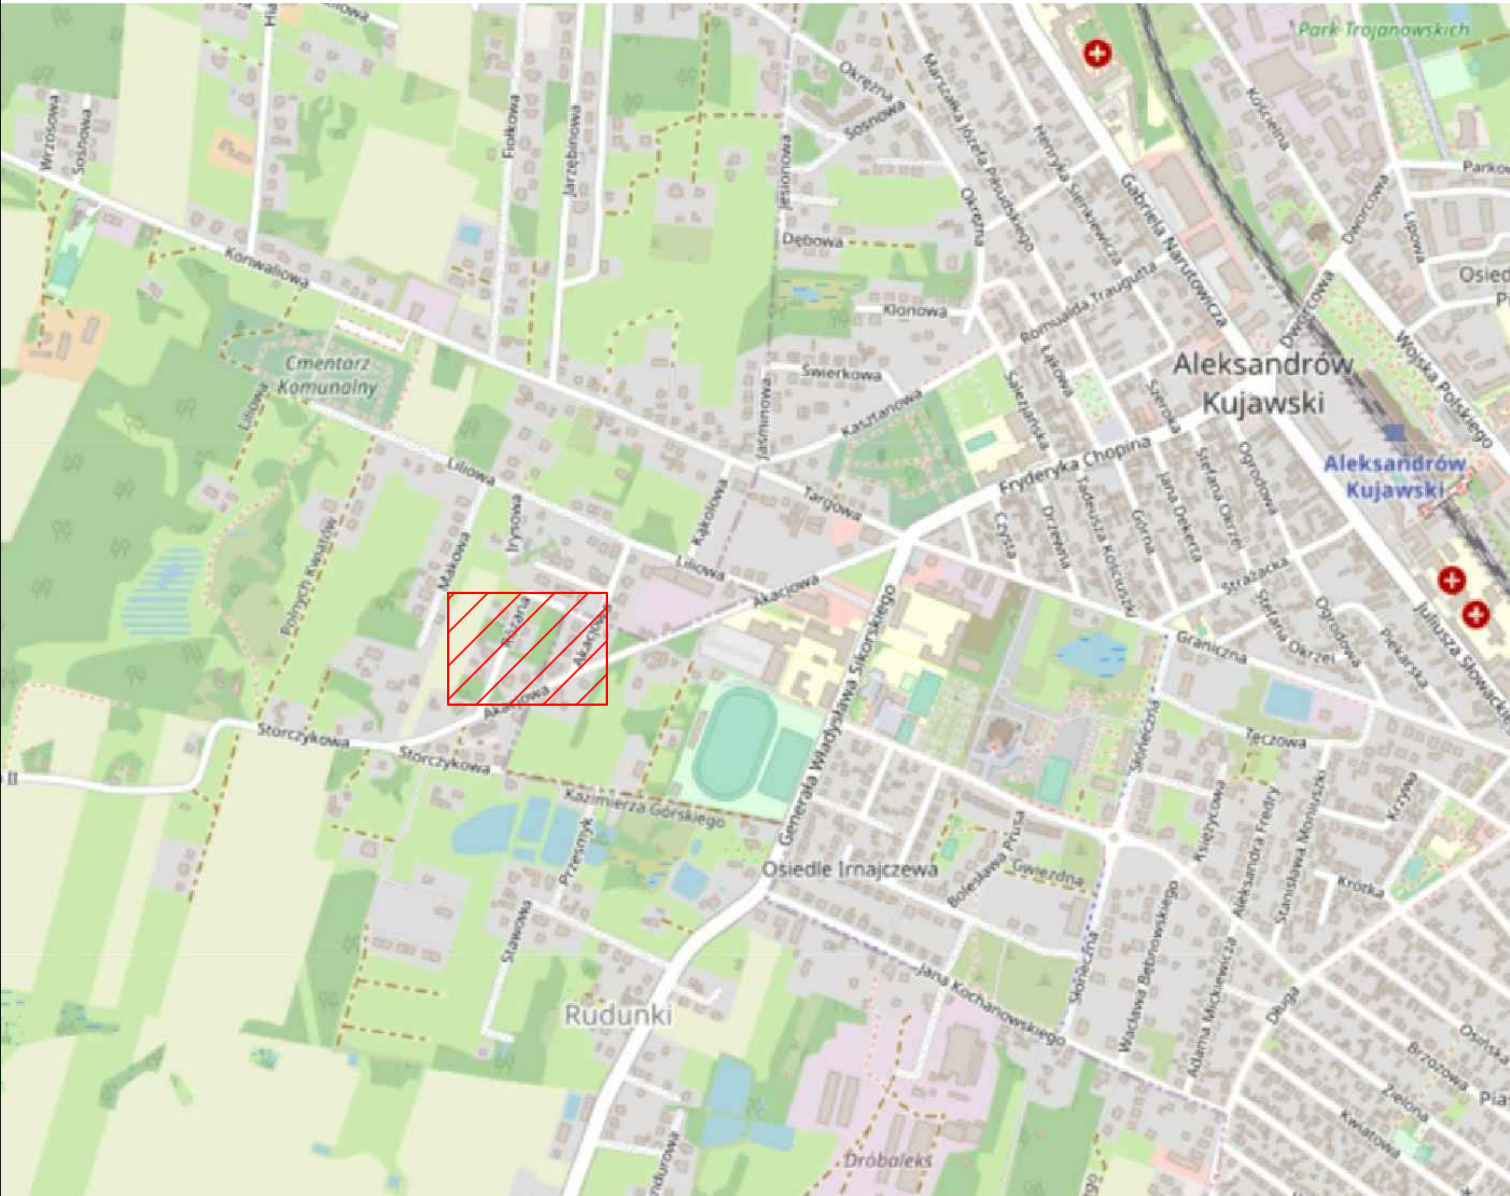 Park Trojanowskich
Okrężna
Sosnowa
Marszałka Józefa Piłsudskiego
Henryka Sienkiewicza
Kościelna
Wrzosowa
Sosnowa
Fiołkowa
Jarzębinowa
Jesionowa
Gabriela Narutowicza
Dworcowa
Lipowa
Okrężna
Dębowa
Konwaliowa
Romualda Traugutta
Dworcowa
Klonowa
Wojska Polskiego
Cmentarz
Komunalny
Świerkowa
Łąkowa
Aleksandrów
Kujawski
Szeroka
Salezjańska
Kasztanowa
Jaśminowa
Liliowa
Fryderyka Chopina
Aleksandrów
Kujawski
Liliowa
Targowa
Kąkolowa
Irysowa
Makowa
Polnych Kwiatów
Czysta
Drzewna
Tadeusza Kościuszki
Górna
Jana Dekerta
Stefana Okrzei
Ogrodowa
Strażacka
Liliowa
Akacjowa
Różana
Akacjowa
Akacjowa
Generała Władysława Sikorskiego
Graniczna
Stefana Okrzei
Ogrodowa
Piekarska
Juliusza Słowackiego
Storczykowa
Storczykowa
Słoneczna
Tęczowa
II
Kazimierza Górskiego
Przesmyk
Osiedle Irnajczewa
Bolesława Prusa
Gwiezdna
Księżycowa
Aleksandra Fredry
Stanisława Moniuszki
Krzywa
Krótka
Stawowa
Słoneczna
Wacława Bębnowskiego
Adama Mickiewicza
Jana Kochanowskiego
Długa
Rudunki
Brzozowa
Zielona
Kwiatowa
Drobaleks